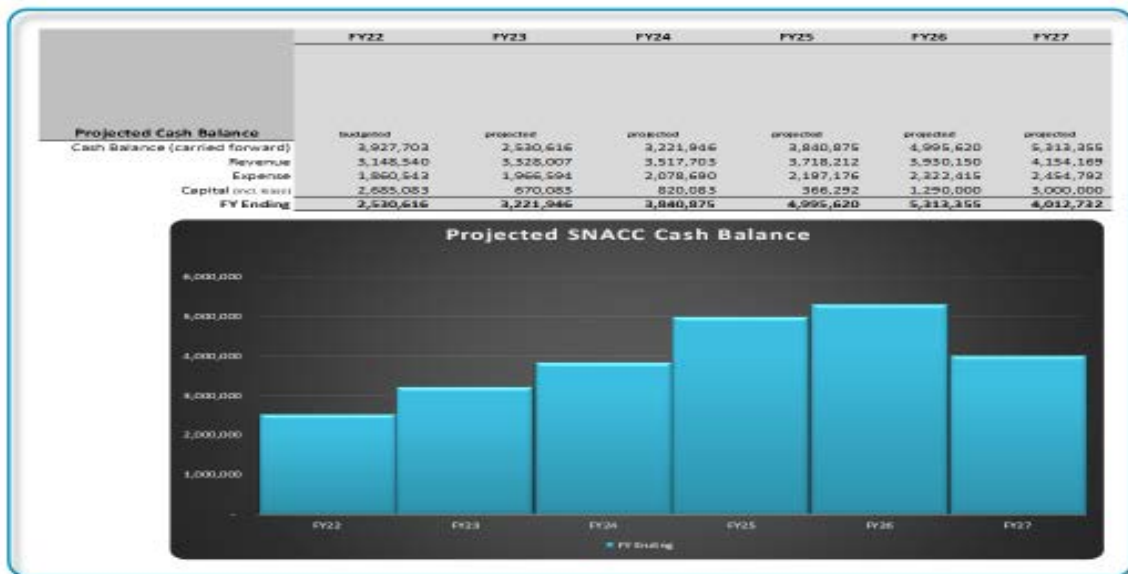 FY22 FY23 FY24 FY25 FY26 FY27
Projected Cash Balance budgeted projected projected projected projected projected
Cash Balance (carried forward) 3,927,703 2,530,616 3,221,946 3,840,875 4,995,620 5,313,355
Revenue 3,148,540 3,328,007 3,517,703 3,718,212 3,930,150 4,154,169
Expense 1,860,543 1,966,594 2,078,690 2,197,176 2,322,415 2,454,792
Capital 2,685,083 670,083 820,083 366,292 1,290,000 3,000,000
FY Ending 2,530,616 3,221,946 3,840,875 4,995,620 5,313,355 4,012,732
Projected SNACC Cash Balance
6,000,000
5,000,000
4,000,000
3,000,000
2,000,000
1,000,000
-
FY22 FY23 FY24 FY25 FY26 FY27
FY Ending